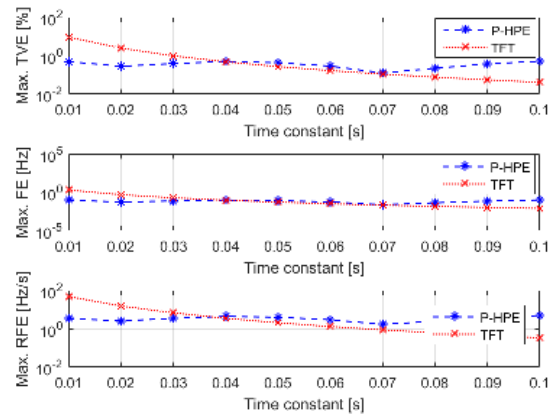 Max. TVE [%]
10^2
10^0
10^-2
P-HPE
TFT
0.01 0.02 0.03 0.04 0.05 0.06 0.07 0.08 0.09 0.1
Time constant [s]
Max. FE [Hz]
10^5
10^0
10^-5
P-HPE
TFT
0.01 0.02 0.03 0.04 0.05 0.06 0.07 0.08 0.09 0.1
Time constant [s]
Max. RFE [Hz/s]
10^2
10^0
10^-2
P-HPE
TFT
0.01 0.02 0.03 0.04 0.05 0.06 0.07 0.08 0.09 0.1
Time constant [s]